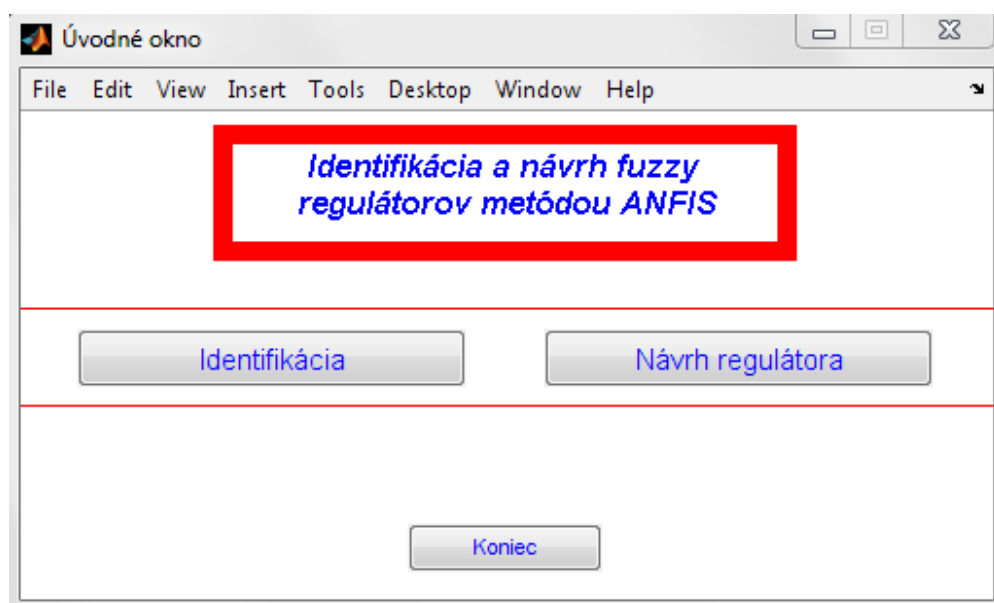 Úvodné okno
File Edit View Insert Tools Desktop Window Help
Identifikácia a návrh fuzzy
regulátorov metódou ANFIS
Identifikácia Návrh regulátora
Koniec